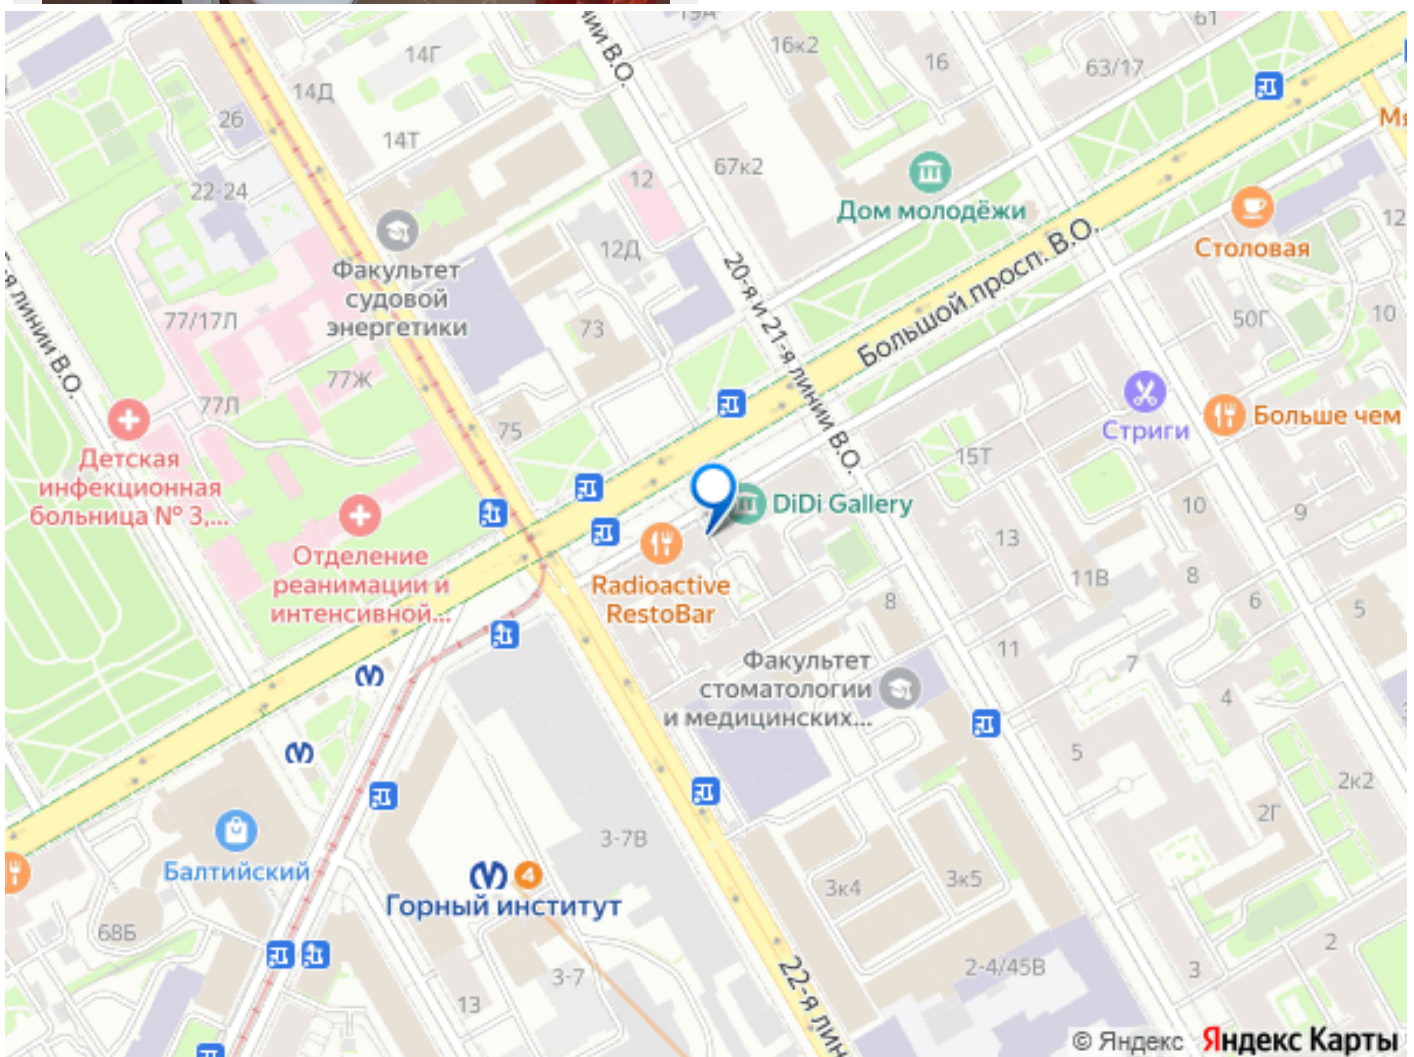 19А
61
14Г
16к2
16
63/17
ИИ В.О.
14Д
26
14Т
67к2
12
22-24
Дом молодёжи
12
Столовая
12Д
Факультет
судовой
энергетики
20-я и 21-я линии В.О.
Большой просп. В.О.
я линии В.О.
77/17Л
73
50Г
10
77Ж
77Л
75
Стриги
Больше чем
Детская
инфекционная
больница № 3,...
15Т
DiDi Gallery
10
9
13
Отделение
реанимации и
интенсивной...
Radioactive
RestoBar
11В
8
8
6
5
11
7
Факультет
стоматологии
и медицинских...
4
5
2к2
2Г
3-7В
Балтийский
4
Горный институт
3к4
3к5
68Б
2
3-7
22-я лин
2-4/45В
3
13
© Яндекс Яндекс Карты